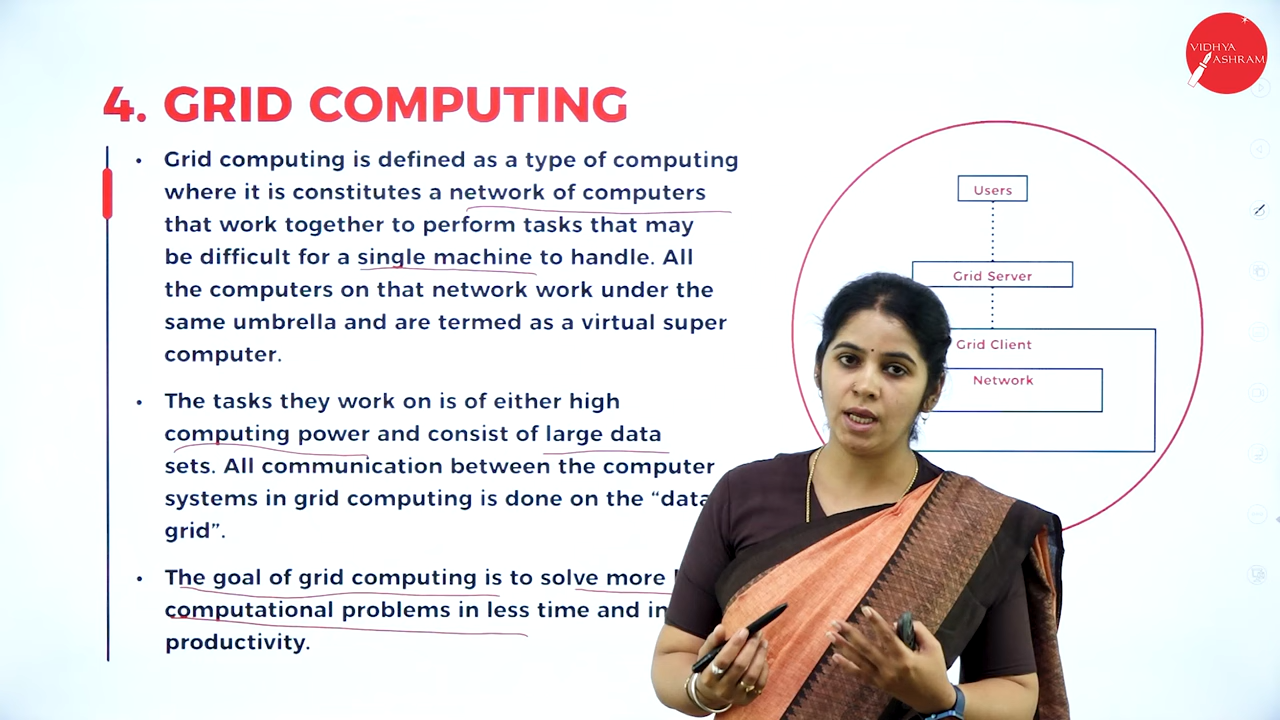 VIDHYA
ASHRAM
4. GRID COMPUTING
• Grid computing is defined as a type of computing
where it is constitutes a network of computers
that work together to perform tasks that may
be difficult for a single machine to handle. All
the computers on that network work under the
same umbrella and are termed as a virtual super
computer.
• The tasks they work on is of either high
computing power and consist of large data
sets. All communication between the computer
systems in grid computing is done on the “data
grid”.
• The goal of grid computing is to solve more
computational problems in less time and in
productivity.
Users
Grid Server
Grid Client
Network